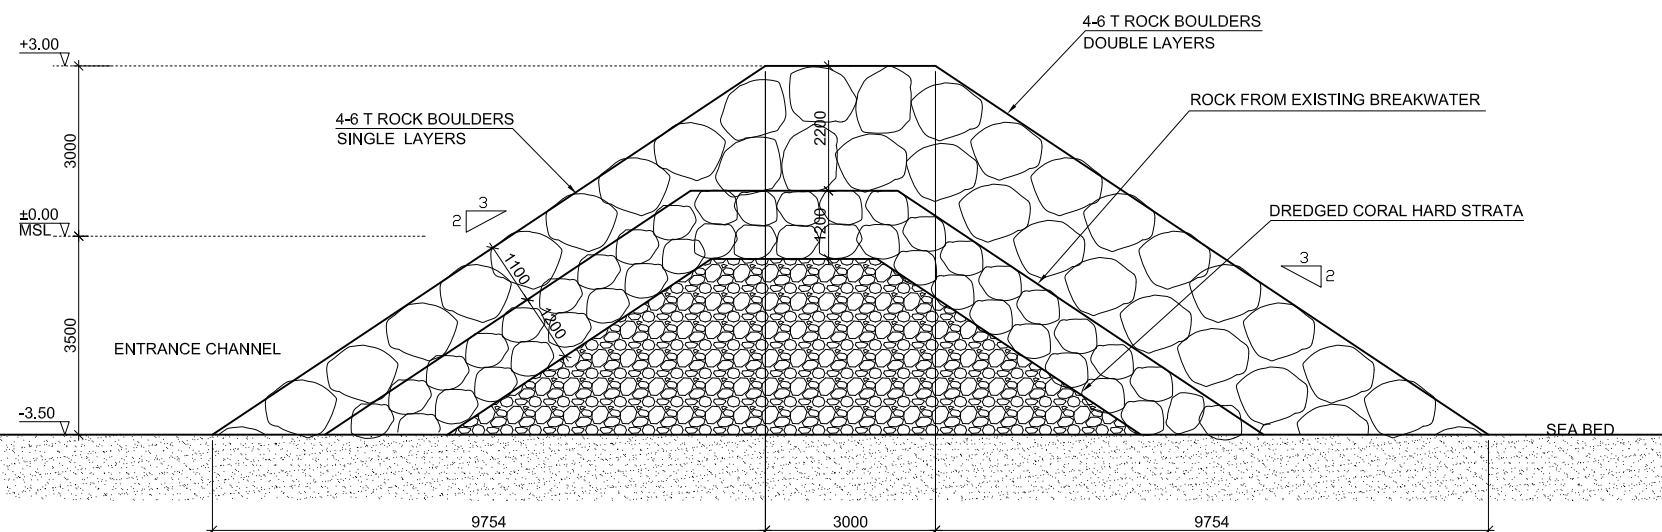 4-6 T ROCK BOULDERS
DOUBLE LAYERS
+3.00
ROCK FROM EXISTING BREAKWATER
4-6 T ROCK BOULDERS
SINGLE LAYERS
2200
3000
3
2
±0.00
MSL
DREDGED CORAL HARD STRATA
1200
1100
3
2
1200
3500
ENTRANCE CHANNEL
-3.50
SEA BED
9754
3000
9754